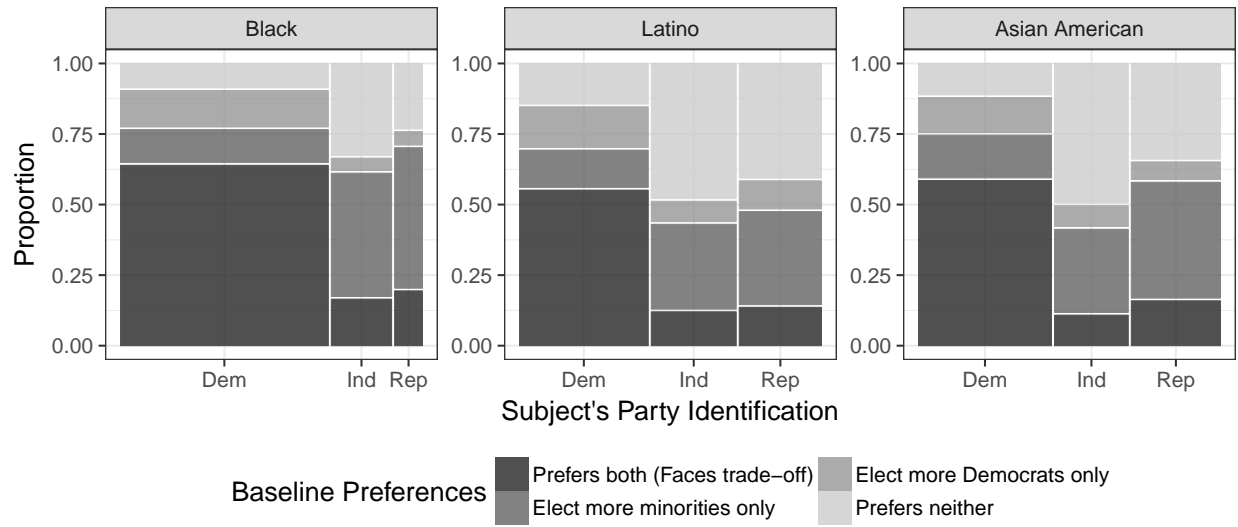 Black Latino Asian American
1.00 1.00 1.00
0.75 0.75 0.75
0.50 0.50 0.50
0.25 0.25 0.25
0.00 0.00 0.00
Proportion
Dem Ind Rep Dem Ind Rep Dem Ind Rep
Subject's Party Identification
Baseline Preferences
Prefers both (Faces trade−off) Elect more Democrats only
Elect more minorities only Prefers neither